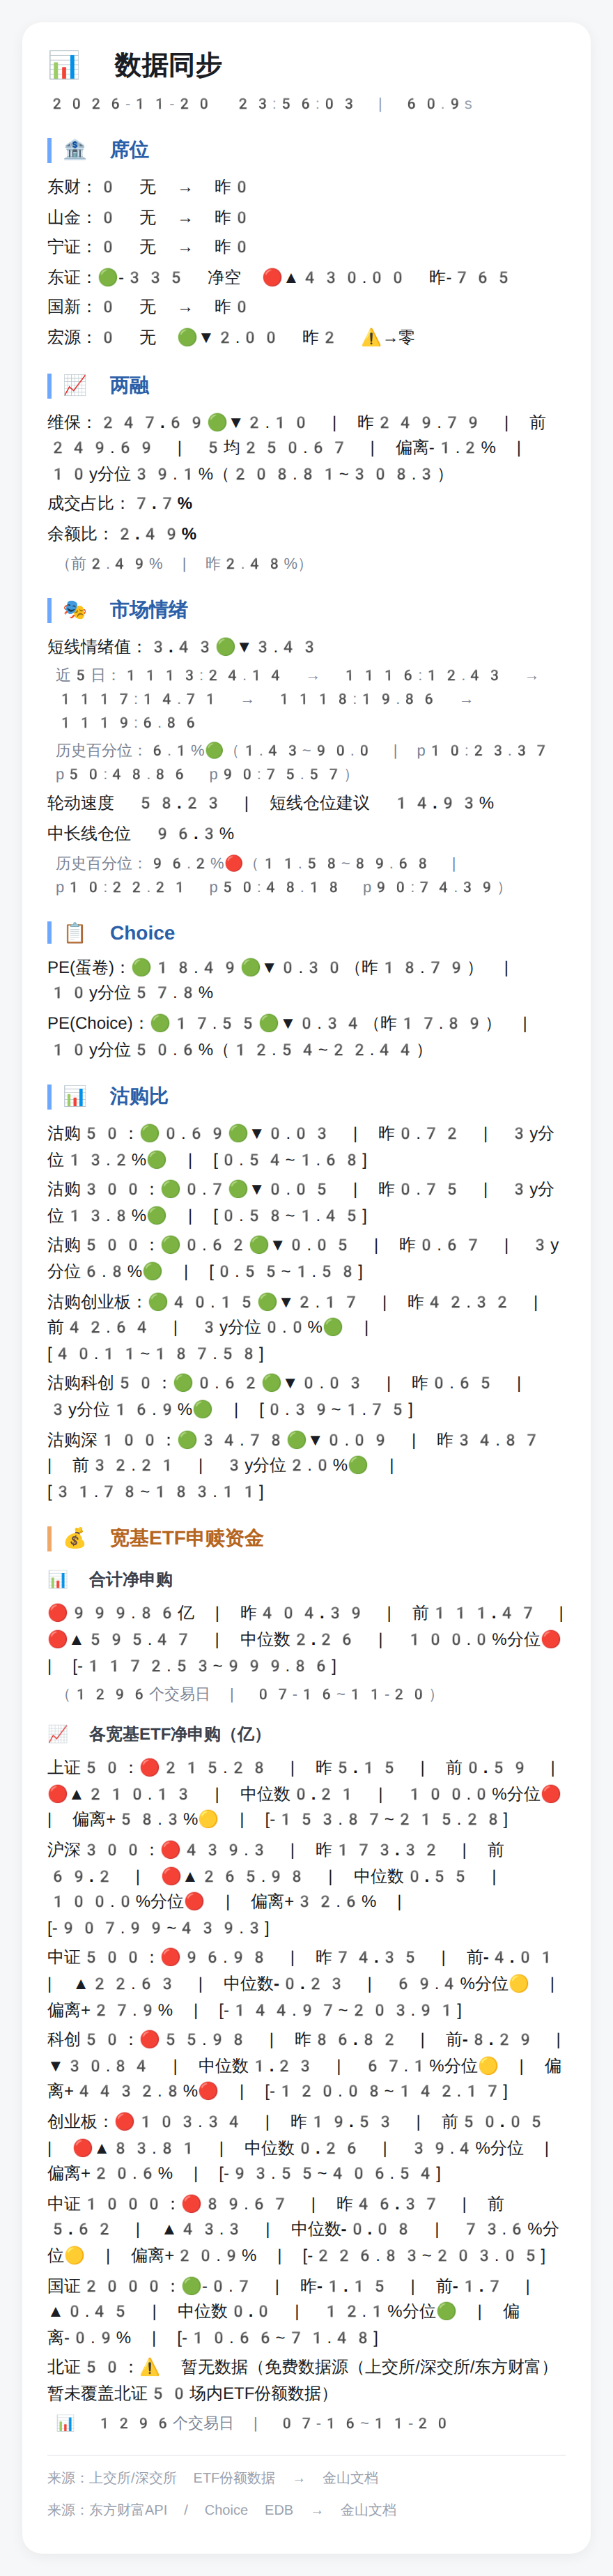 📊 数据同步
2026-11-20 23:56:03 | 60.9s
🏦 席位
东财：0 无 → 昨0
山金：0 无 → 昨0
宁证：0 无 → 昨0
东证：🟢-335 净空 🔴▲430.00 昨-765
国新：0 无 → 昨0
宏源：0 无 🟢▼2.00 昨2 ⚠️→零
📈 两融
维保：247.69🟢▼2.10 | 昨249.79 | 前
249.69 | 5均250.67 | 偏离-1.2% |
10y分位39.1%（208.81~308.3）
成交占比：7.7%
余额比：2.49%
（前2.49% | 昨2.48%）
🎭 市场情绪
短线情绪值：3.43🟢▼3.43
近5日：1113:24.14 → 1116:12.43 →
1117:14.71 → 1118:19.86 →
1119:6.86
历史百分位：6.1%🟢（1.43~90.0 | p10:23.37
p50:48.86 p90:75.57）
轮动速度 58.23 | 短线仓位建议 14.93%
中长线仓位 96.3%
历史百分位：96.2%🔴（11.58~89.68 |
p10:22.21 p50:48.18 p90:74.39）
📋 Choice
PE(蛋卷)：🟢18.49🟢▼0.30（昨18.79） |
10y分位57.8%
PE(Choice)：🟢17.55🟢▼0.34（昨17.89） |
10y分位50.6%（12.54~22.44）
📊 沽购比
沽购50：🟢0.69🟢▼0.03 | 昨0.72 | 3y分
位13.2%🟢 | [0.54~1.68]
沽购300：🟢0.7🟢▼0.05 | 昨0.75 | 3y分
位13.8%🟢 | [0.58~1.45]
沽购500：🟢0.62🟢▼0.05 | 昨0.67 | 3y
分位6.8%🟢 | [0.55~1.58]
沽购创业板：🟢40.15🟢▼2.17 | 昨42.32 |
前42.64 | 3y分位0.0%🟢 |
[40.11~187.58]
沽购科创50：🟢0.62🟢▼0.03 | 昨0.65 |
3y分位16.9%🟢 | [0.39~1.75]
沽购深100：🟢34.78🟢▼0.09 | 昨34.87
| 前32.21 | 3y分位2.0%🟢 |
[31.78~183.11]
💰 宽基ETF申赎资金
📊 合计净申购
🔴999.86亿 | 昨404.39 | 前111.47 |
🔴▲595.47 | 中位数2.26 | 100.0%分位🔴
| [-1172.53~999.86]
（1296个交易日 | 07-16~11-20）
📈 各宽基ETF净申购（亿）
上证50：🔴215.28 | 昨5.15 | 前0.59 |
🔴▲210.13 | 中位数0.21 | 100.0%分位🔴
| 偏离+58.3%🟡 | [-153.87~215.28]
沪深300：🔴439.3 | 昨173.32 | 前
69.2 | 🔴▲265.98 | 中位数0.55 |
100.0%分位🔴 | 偏离+32.6% |
[-907.99~439.3]
中证500：🔴96.98 | 昨74.35 | 前-4.01
| ▲22.63 | 中位数-0.23 | 69.4%分位🟡 |
偏离+27.9% | [-144.97~203.91]
科创50：🔴55.98 | 昨86.82 | 前-8.29 |
▼30.84 | 中位数1.23 | 67.1%分位🟡 | 偏
离+4432.8%🔴 | [-120.08~142.17]
创业板：🔴103.34 | 昨19.53 | 前50.05
| 🔴▲83.81 | 中位数0.26 | 39.4%分位 |
偏离+20.6% | [-93.55~406.54]
中证1000：🔴89.67 | 昨46.37 | 前
5.62 | ▲43.3 | 中位数-0.08 | 73.6%分
位🟡 | 偏离+20.9% | [-226.83~203.05]
国证2000：🟢-0.7 | 昨-1.15 | 前-1.7 |
▲0.45 | 中位数0.0 | 12.1%分位🟢 | 偏
离-0.9% | [-10.66~71.48]
北证50：⚠️ 暂无数据（免费数据源（上交所/深交所/东方财富）
暂未覆盖北证50场内ETF份额数据）
📊 1296个交易日 | 07-16~11-20
来源：上交所/深交所 ETF份额数据 → 金山文档
来源：东方财富API / Choice EDB → 金山文档